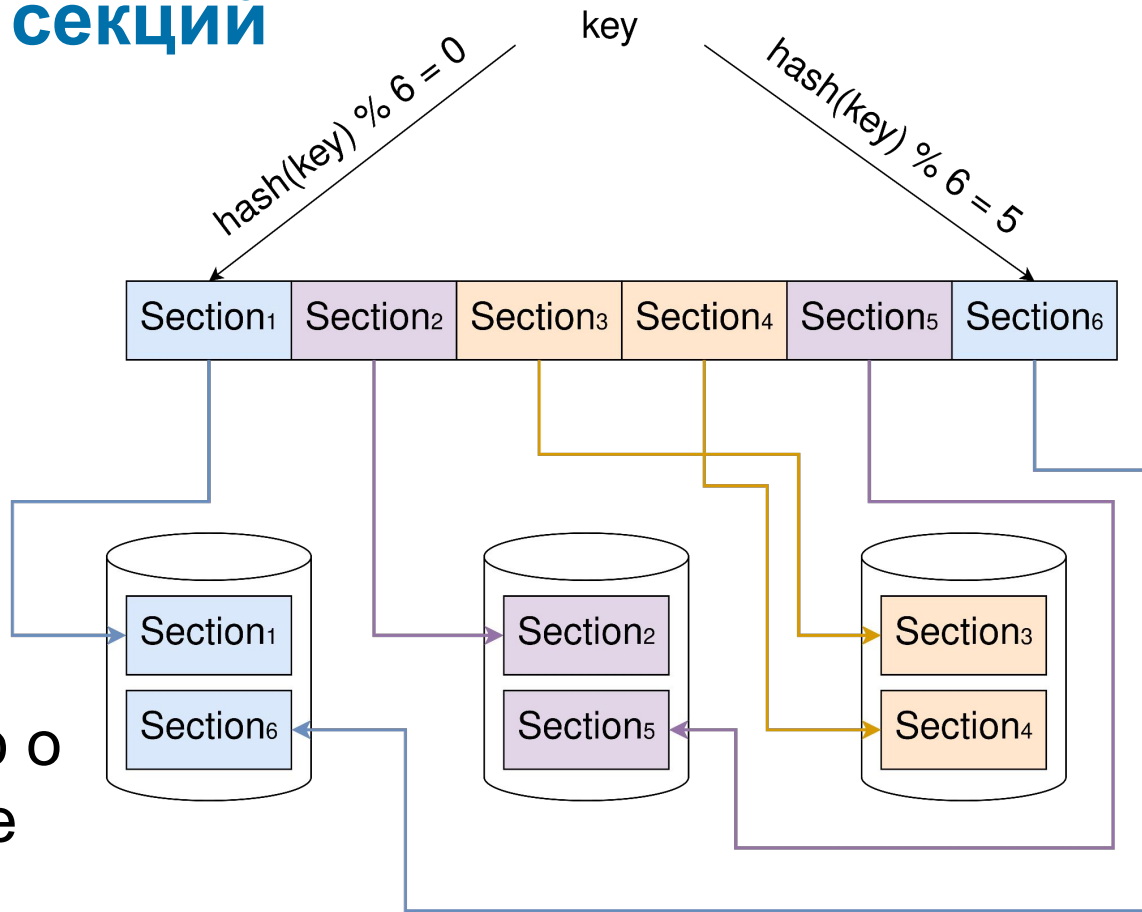 секций
key
hash(key) % 6 = 0
hash(key) % 6 = 5
Section₁ Section₂ Section₃ Section₄ Section₅ Section₆
Section₁ Section₂ Section₃
Section₆ Section₅ Section₄
о
е